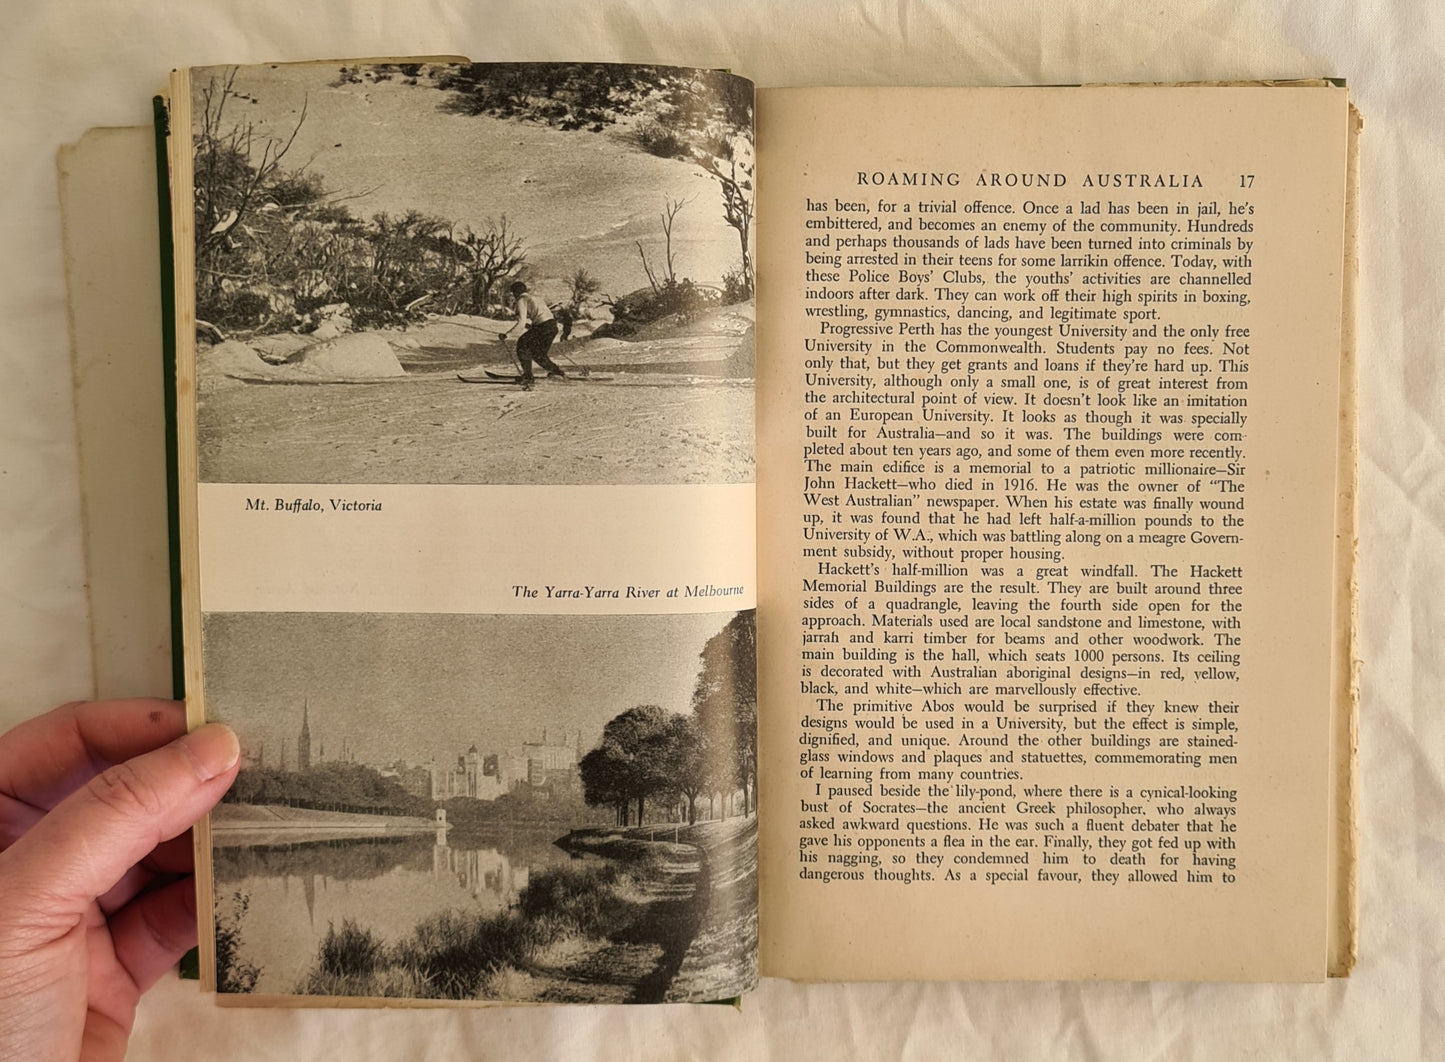 Mt. Buffalo, Victoria
The Yarra-Yarra River at Melbourne
ROAMING AROUND AUSTRALIA 17
has been, for a trivial offence. Once a lad has been in jail, he's
embittered, and becomes an enemy of the community. Hundreds
and perhaps thousands of lads have been turned into criminals by
being arrested in their teens for some larrikin offence. Today, with
these Police Boys' Clubs, the youths' activities are channelled
indoors after dark. They can work off their high spirits in boxing,
wrestling, gymnastics, dancing, and legitimate sport.
Progressive Perth has the youngest University and the only free
University in the Commonwealth. Students pay no fees. Not
only that, but they get grants and loans if they're hard up. This
University, although only a small one, is of great interest from
the architectural point of view. It doesn't look like an imitation
of an European University. It looks as though it was specially
built for Australia—and so it was. The buildings were com-
pleted about ten years ago, and some of them even more recently.
The main edifice is a memorial to a patriotic millionaire—Sir
John Hackett—who died in 1916. He was the owner of "The
West Australian" newspaper. When his estate was finally wound
up, it was found that he had left half-a-million pounds to the
University of W.A., which was battling along on a meagre Govern-
ment subsidy, without proper housing.
Hackett's half-million was a great windfall. The Hackett
Memorial Buildings are the result. They are built around three
sides of a quadrangle, leaving the fourth side open for the
approach. Materials used are local sandstone and limestone, with
jarrah and karri timber for beams and other woodwork. The
main building is the hall, which seats 1000 persons. Its ceiling
is decorated with Australian aboriginal designs—in red, yellow,
black, and white—which are marvellously effective.
The primitive Abos would be surprised if they knew their
designs would be used in a University, but the effect is simple,
dignified, and unique. Around the other buildings are stained-
glass windows and plaques and statuettes, commemorating men
of learning from many countries.
I paused beside the lily-pond, where there is a cynical-looking
bust of Socrates—the ancient Greek philosopher, who always
asked awkward questions. He was such a fluent debater that he
gave his opponents a flea in the ear. Finally, they got fed up with
his nagging, so they condemned him to death for having
dangerous thoughts. As a special favour, they allowed him to